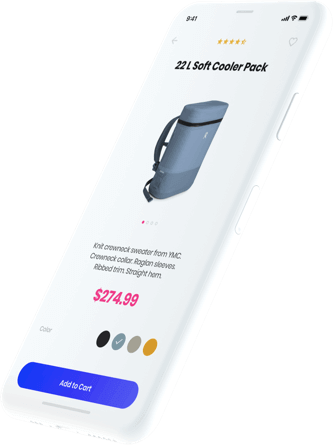 9:41
22 L Soft Cooler Pack
Knit crewneck sweater from YMC.
Crewneck collar. Raglan sleeves.
Ribbed trim. Straight hem.
$274.99
Color
Add to Cart